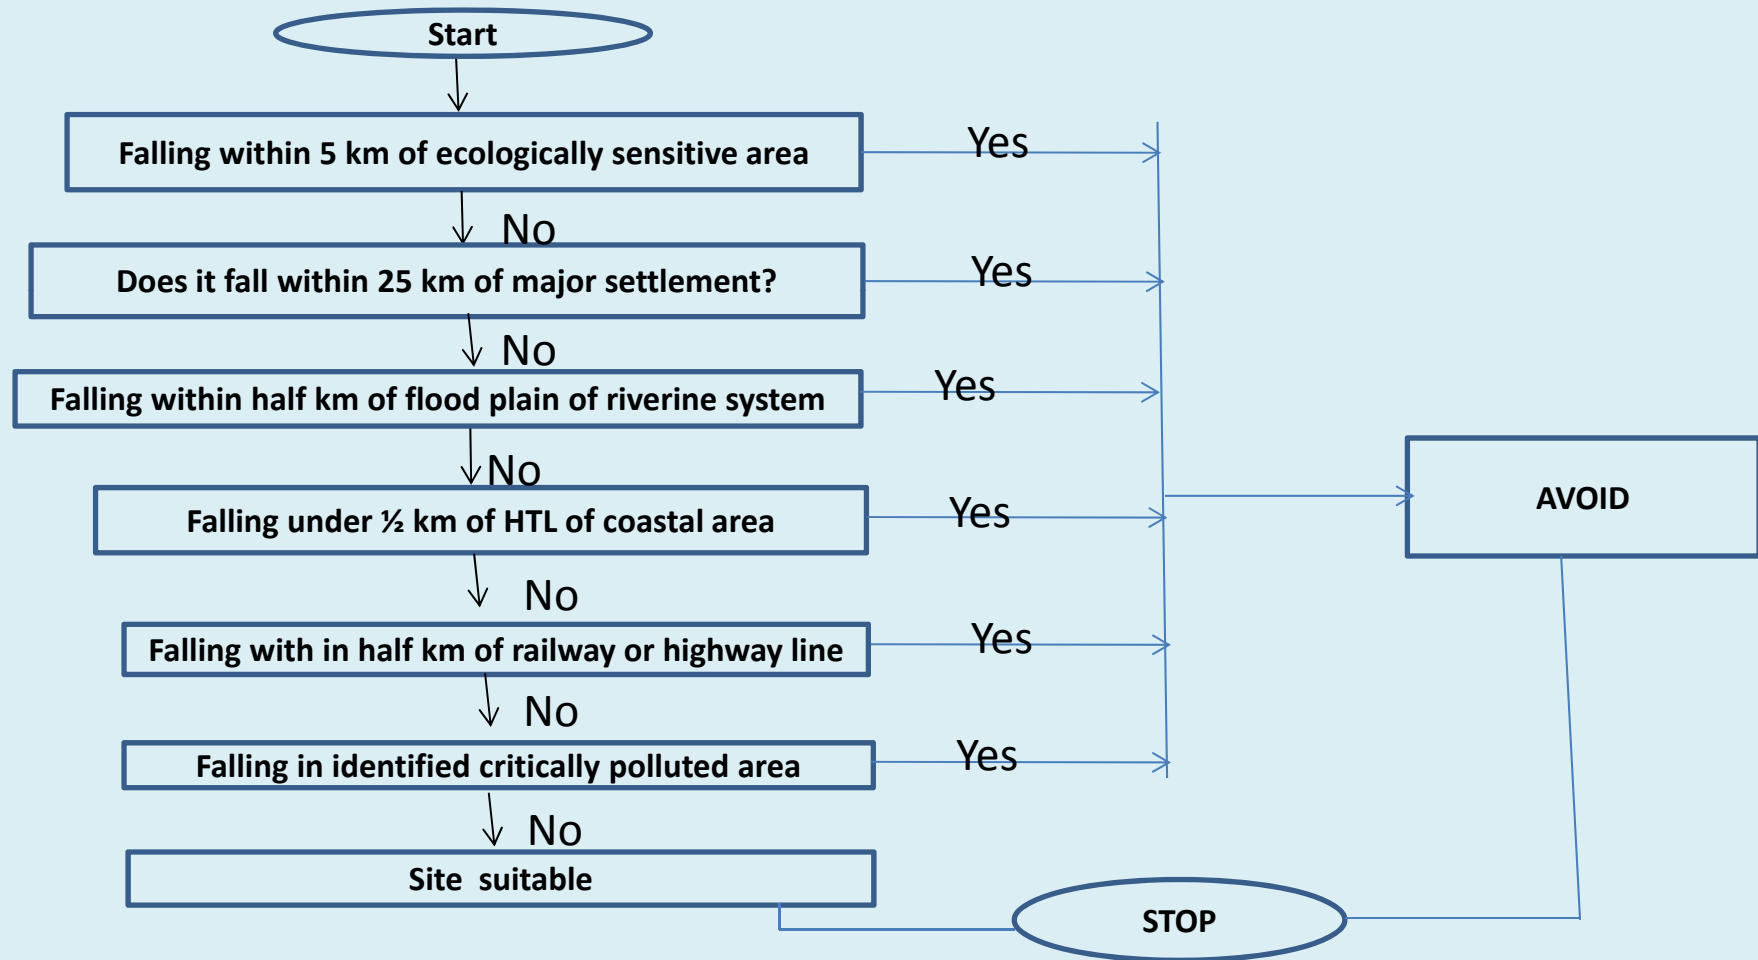 Start
Falling within 5 km of ecologically sensitive area
Yes
No
Does it fall within 25 km of major settlement?
Yes
No
Falling within half km of flood plain of riverine system
Yes
No
Falling under ½ km of HTL of coastal area
Yes
AVOID
No
Falling with in half km of railway or highway line
Yes
No
Falling in identified critically polluted area
Yes
No
Site suitable
STOP